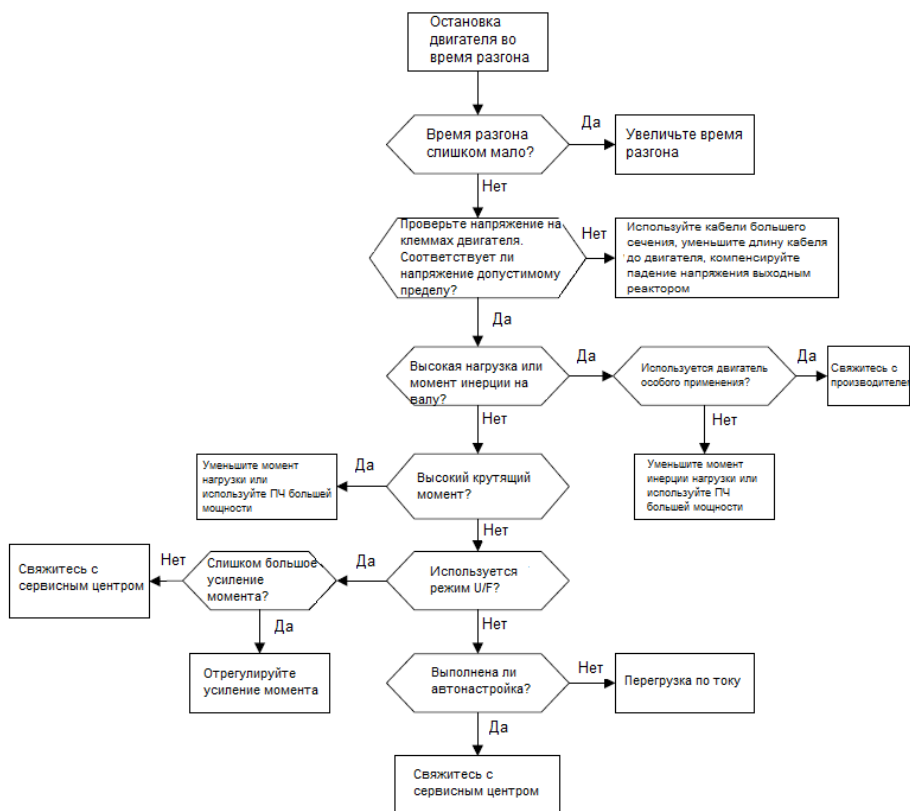 Остановка
двигателя во
время разгона
Время разгона
слишком мало?
Да
Увеличьте время
разгона
Нет
Проверьте напряжение на
клеммах двигателя.
Соответствует ли
напряжение допустимому
пределу?
Нет
Используйте кабели большего
сечения, уменьшите длину кабеля
до двигателя, компенсируйте
падение напряжения выходным
реактором
Да
Высокая нагрузка или
момент инерции на
валу?
Да
Используется двигатель
особого применения?
Да
Свяжитесь с
производителем
Нет
Нет
Уменьшите момент
нагрузки или
используйте ПЧ большей
мощности
Да
Высокий крутящий
момент?
Уменьшите момент
инерции нагрузки или
используйте ПЧ
большей мощности
Нет
Свяжитесь с
сервисным центром
Нет
Слишком большое
усиление
момента?
Да
Используется
режим U/F?
Да
Нет
Отрегулируйте
усиление момента
Выполнена ли
автонастройка?
Нет
Перегрузка по току
Да
Свяжитесь с
сервисным центром